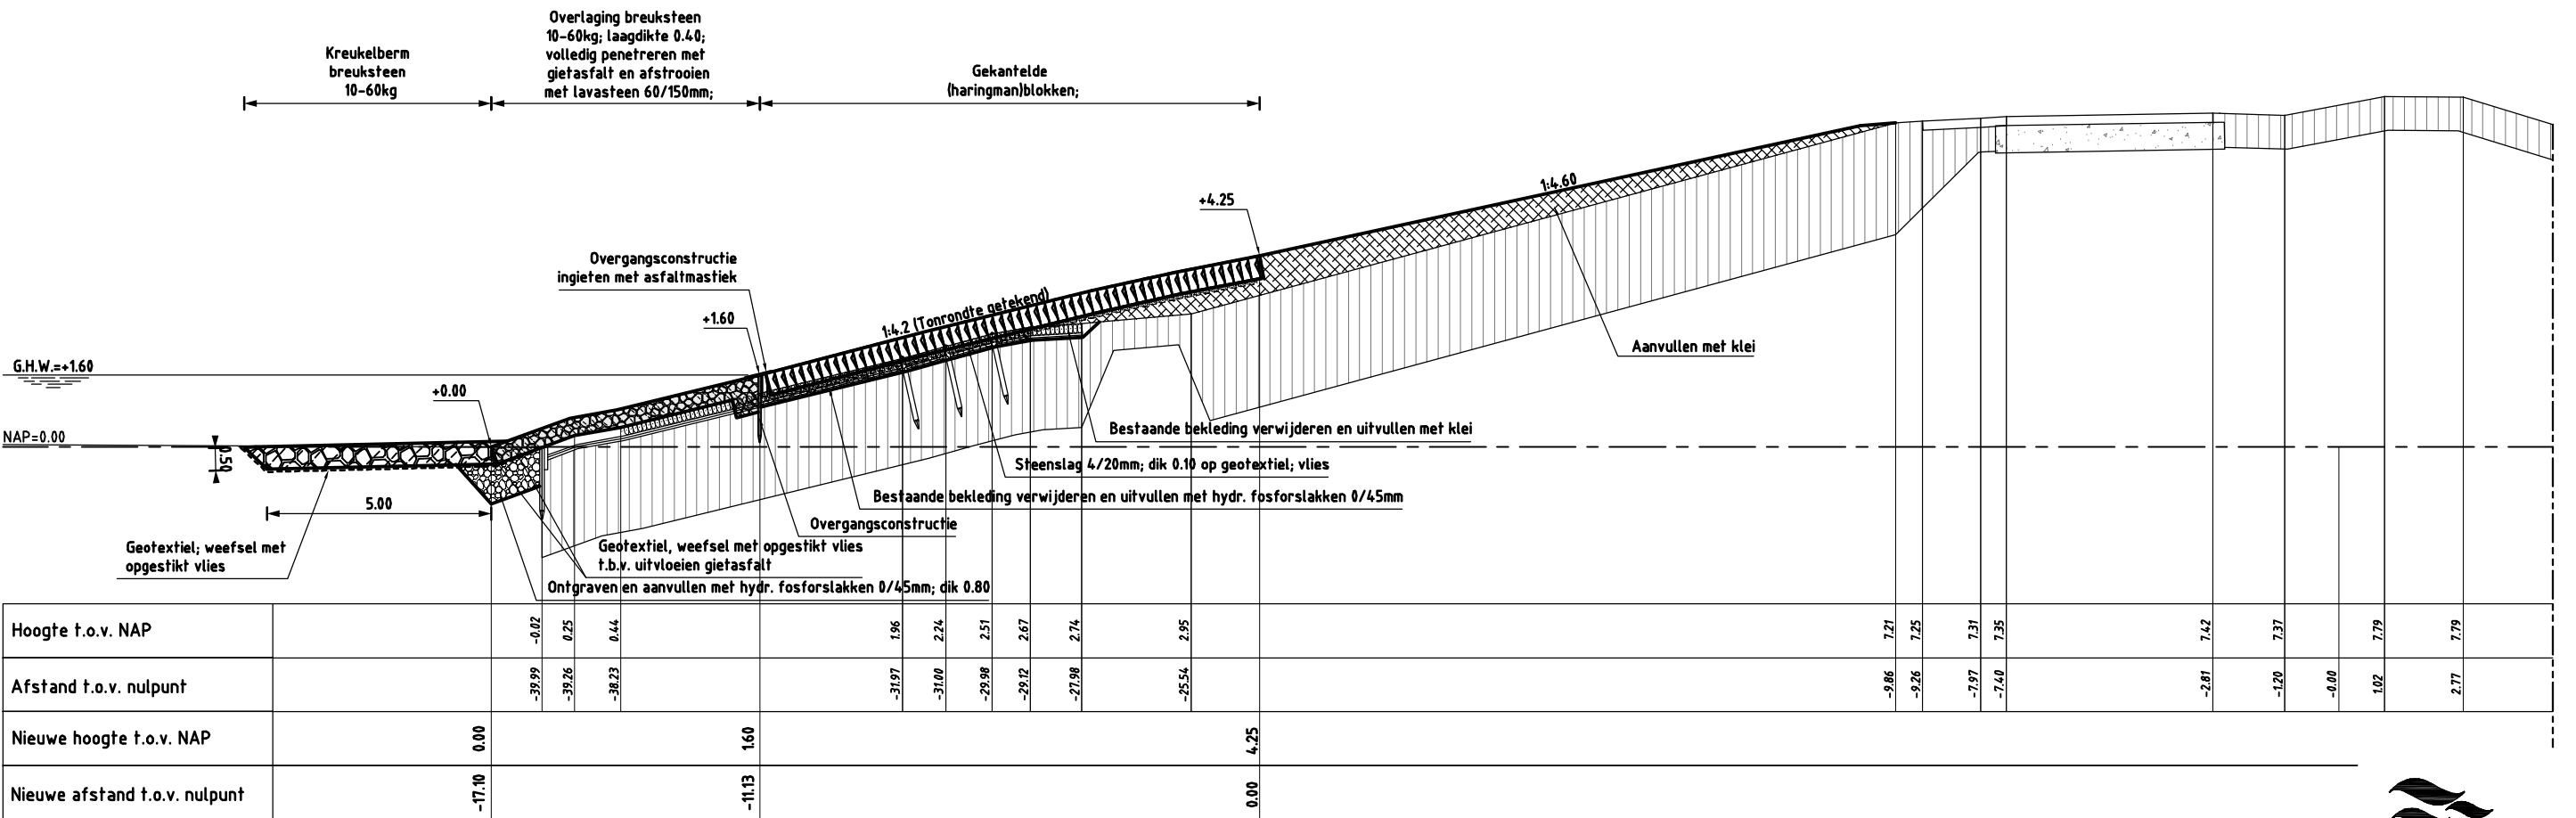 Kreukelberm
breuksteen
10-60kg
Overlaging breuksteen
10-60kg; laagdikte 0.40;
volledig penetreren met
gietasfalt en afstrooien
met lavasteen 60/150mm;
Gekantelde
(haringman)blokken;
1:4.60
+4.25
Overgangsconstructie
ingieten met asfaltmastiek
1:4.2 (Tonrondte getekend)
+1.60
Aanvullen met klei
G.H.W.=+1.60
+0.00
NAP=0.00
0.50
Bestaande bekleding verwijderen en uitvullen met klei
Steenslag 4/20mm; dik 0.10 op geotextiel; vlies
Bestaande bekleding verwijderen en uitvullen met hydr. fosforslakken 0/45mm
5.00
Overgangsconstructie
Geotextiel; weefsel met
opgestikt vlies
Geotextiel, weefsel met opgestikt vlies
t.b.v. uitvloeien gietasfalt
Ontgraven en aanvullen met hydr. fosforslakken 0/45mm; dik 0.80
Hoogte t.o.v. NAP -0.02 0.25 0.44 1.96 2.24 2.51 2.67 2.74 2.95 7.21 7.25 7.31 7.35 7.42 7.37 7.79 7.79
Afstand t.o.v. nulpunt -39.99 -39.26 -38.23 -31.97 -31.00 -29.98 -29.12 -27.98 -25.54 -9.86 -9.26 -7.97 -7.40 -2.81 -1.20 -0.00 1.02 2.77
Nieuwe hoogte t.o.v. NAP 0.00 1.60 4.25
Nieuwe afstand t.o.v. nulpunt -17.10 -11.13 0.00